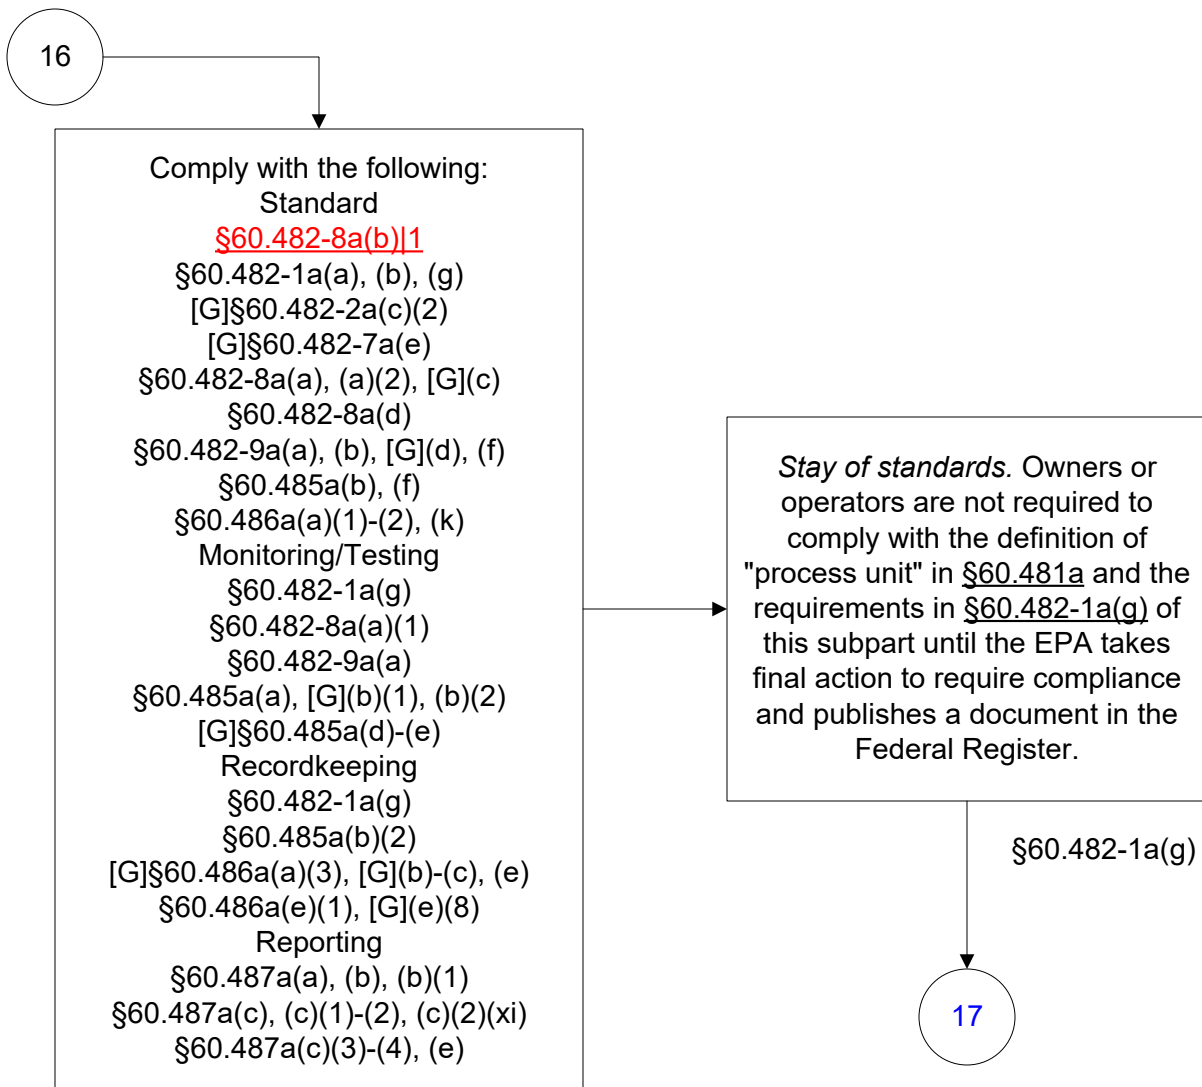 16
Comply with the following:
Standard
§60.482-8a(b)|1
§60.482-1a(a), (b), (g)
[G]§60.482-2a(c)(2)
[G]§60.482-7a(e)
§60.482-8a(a), (a)(2), [G](c)
§60.482-8a(d)
§60.482-9a(a), (b), [G](d), (f)
§60.485a(b), (f)
§60.486a(a)(1)-(2), (k)
Monitoring/Testing
§60.482-1a(g)
§60.482-8a(a)(1)
§60.482-9a(a)
§60.485a(a), [G](b)(1), (b)(2)
[G]§60.485a(d)-(e)
Recordkeeping
§60.482-1a(g)
§60.485a(b)(2)
[G]§60.486a(a)(3), [G](b)-(c), (e)
§60.486a(e)(1), [G](e)(8)
Reporting
§60.487a(a), (b), (b)(1)
§60.487a(c), (c)(1)-(2), (c)(2)(xi)
§60.487a(c)(3)-(4), (e)
Stay of standards. Owners or
operators are not required to
comply with the definition of
"process unit" in §60.481a and the
requirements in §60.482-1a(g) of
this subpart until the EPA takes
final action to require compliance
and publishes a document in the
Federal Register.
§60.482-1a(g)
17